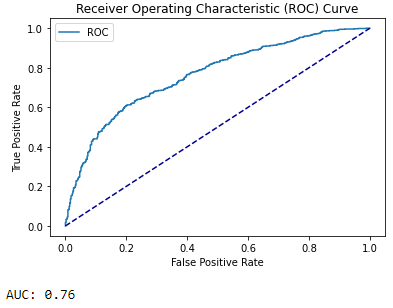 Receiver Operating Characteristic (ROC) Curve
ROC
1.0
0.8
0.6
0.4
0.2
0.0
True Positive Rate
0.0 0.2 0.4 0.6 0.8 1.0
False Positive Rate
AUC: 0.76